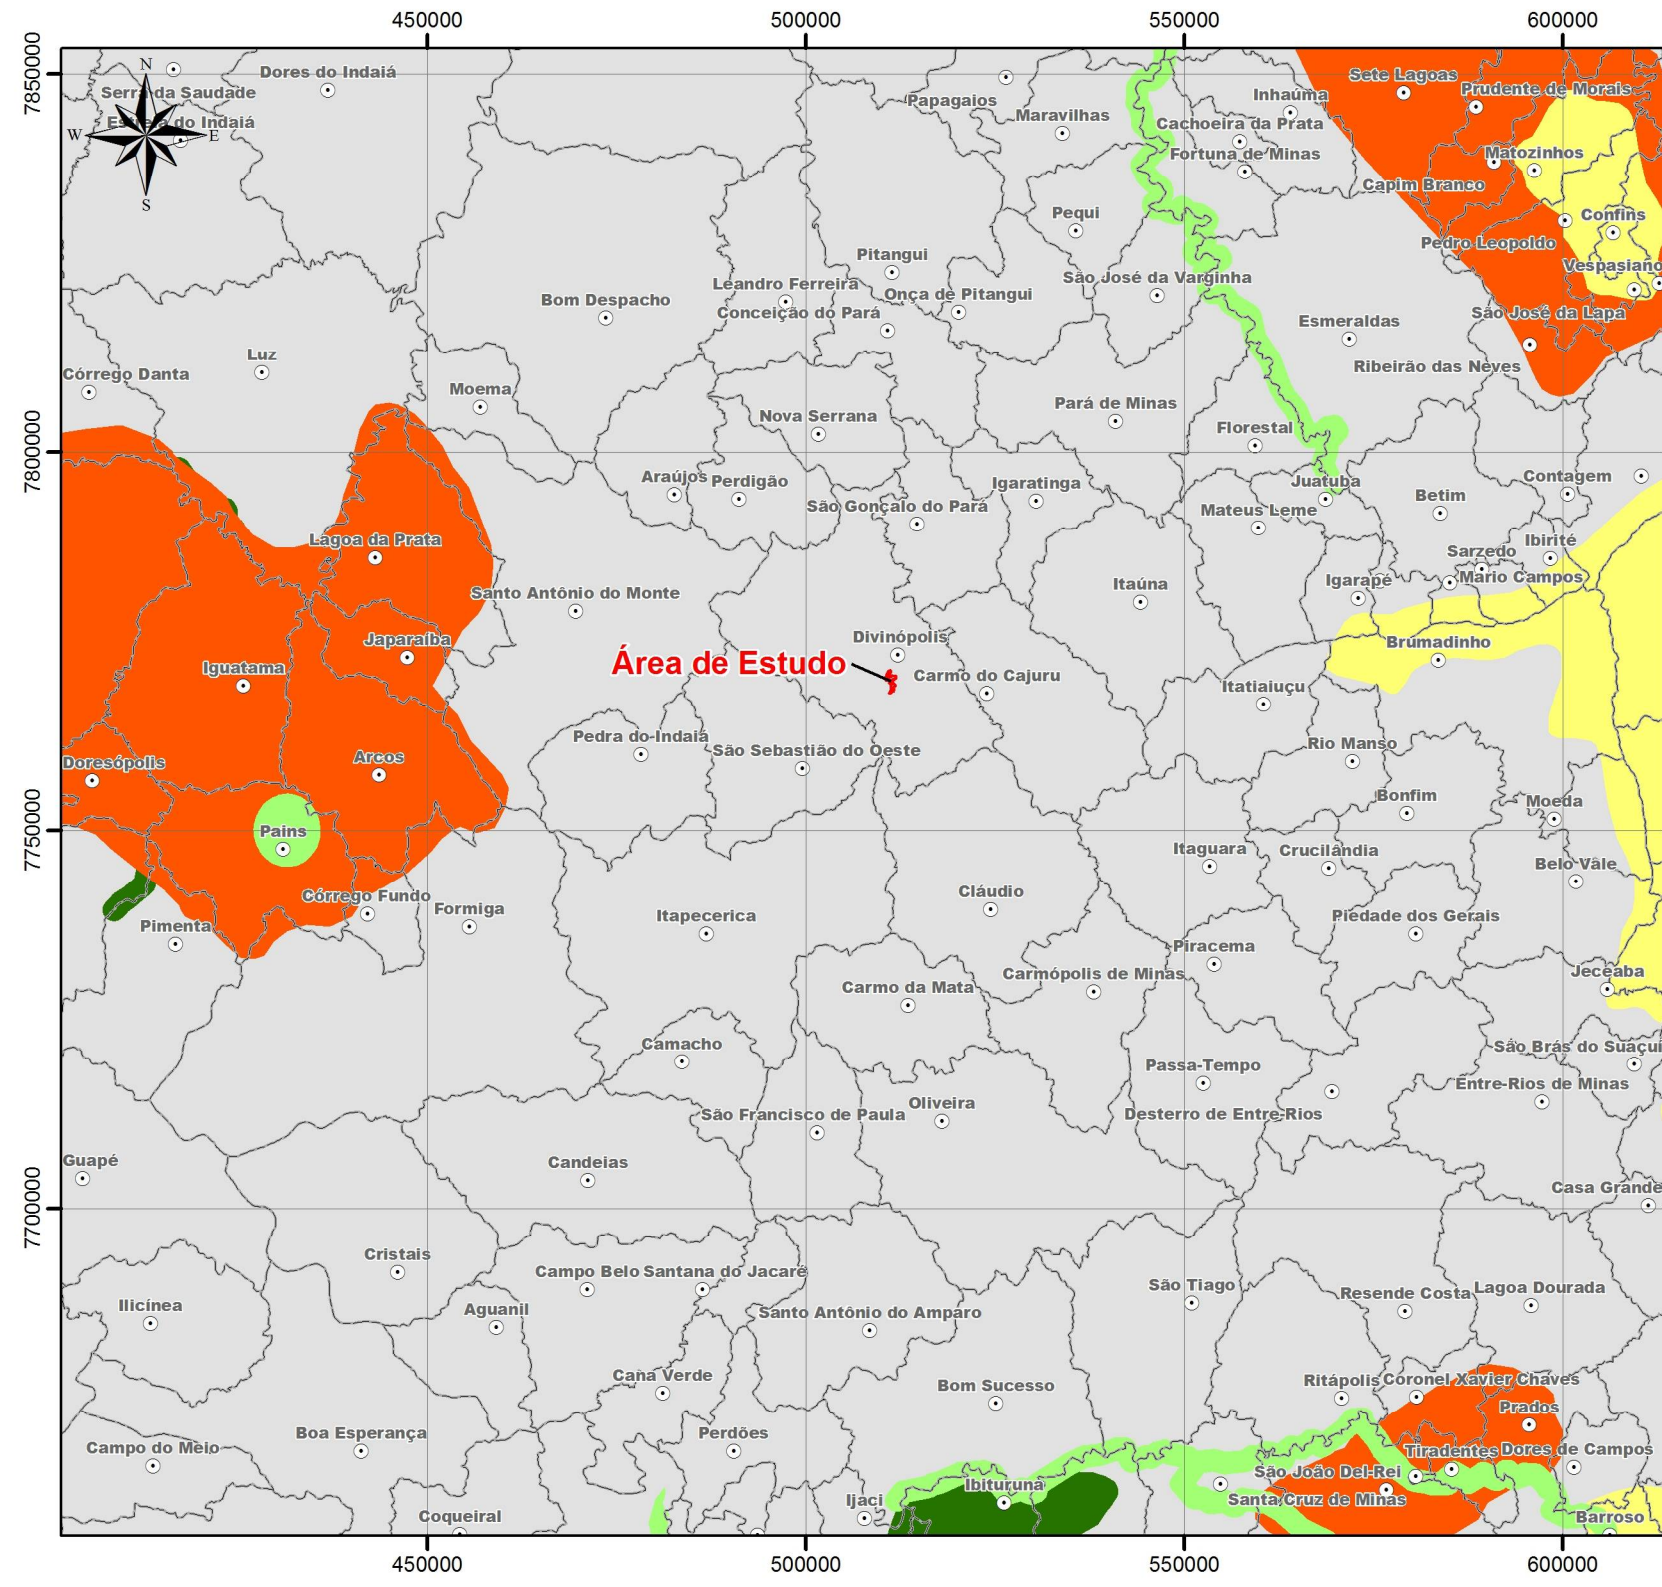 450000 500000 550000 600000
7850000
7800000
7750000
7700000
N
W E
S
Dores do Indaiá
Serra da Saudade
Estrela do Indaiá
Papagaios
Maravilhas
Inhaúma
Sete Lagoas
Prudente de Morais
Cachoeira da Prata
Fortuna de Minas
Matozinhos
Capim Branco
Pequi
Confins
Pedro Leopoldo
Pitangui
Vespasiano
São José da Varginha
Leandro Ferreira
Onça de Pitangui
Bom Despacho
Conceição do Pará
São José da Lapa
Esmeraldas
Luz
Ribeirão das Neves
Córrego Danta
Moema
Pará de Minas
Nova Serrana
Florestal
Araújos
Perdigão
Igaratinga
Juatuba
Contagem
Betim
São Gonçalo do Pará
Mateus Leme
Lagoa da Prata
Ibirité
Sarzedo
Mario Campos
Igarapé
Itaúna
Santo Antônio do Monte
Divinópolis
Japaraíba
Brumadinho
Área de Estudo
Iguatama
Carmo do Cajuru
Itatiaiuçu
Pedra do Indaiá
São Sebastião do Oeste
Rio Manso
Arcos
Doresópolis
Bonfim
Moeda
Pains
Itaguara
Crucilândia
Belo Vale
Cláudio
Córrego Fundo
Formiga
Itapecerica
Piedade dos Gerais
Pimenta
Piracema
Carmópolis de Minas
Jeceaba
Carmo da Mata
Camacho
São Brás do Suaçui
Passa-Tempo
Entre-Rios de Minas
Oliveira
São Francisco de Paula
Desterro de Entre-Rios
Guapé
Candeias
Casa Grande
Cristais
Campo Belo
Santana do Jacaré
São Tiago
Resende Costa
Lagoa Dourada
Ilicínea
Aguanil
Santo Antônio do Amparo
Cana Verde
Bom Sucesso
Ritápolis
Coronel Xavier Chaves
Prados
Boa Esperança
Perdões
Campo do Meio
Tiradentes
Dores de Campos
São João Del-Rei
Ibituruna
Ijaci
Santa Cruz de Minas
Coqueiral
Barroso
450000 500000 550000 600000